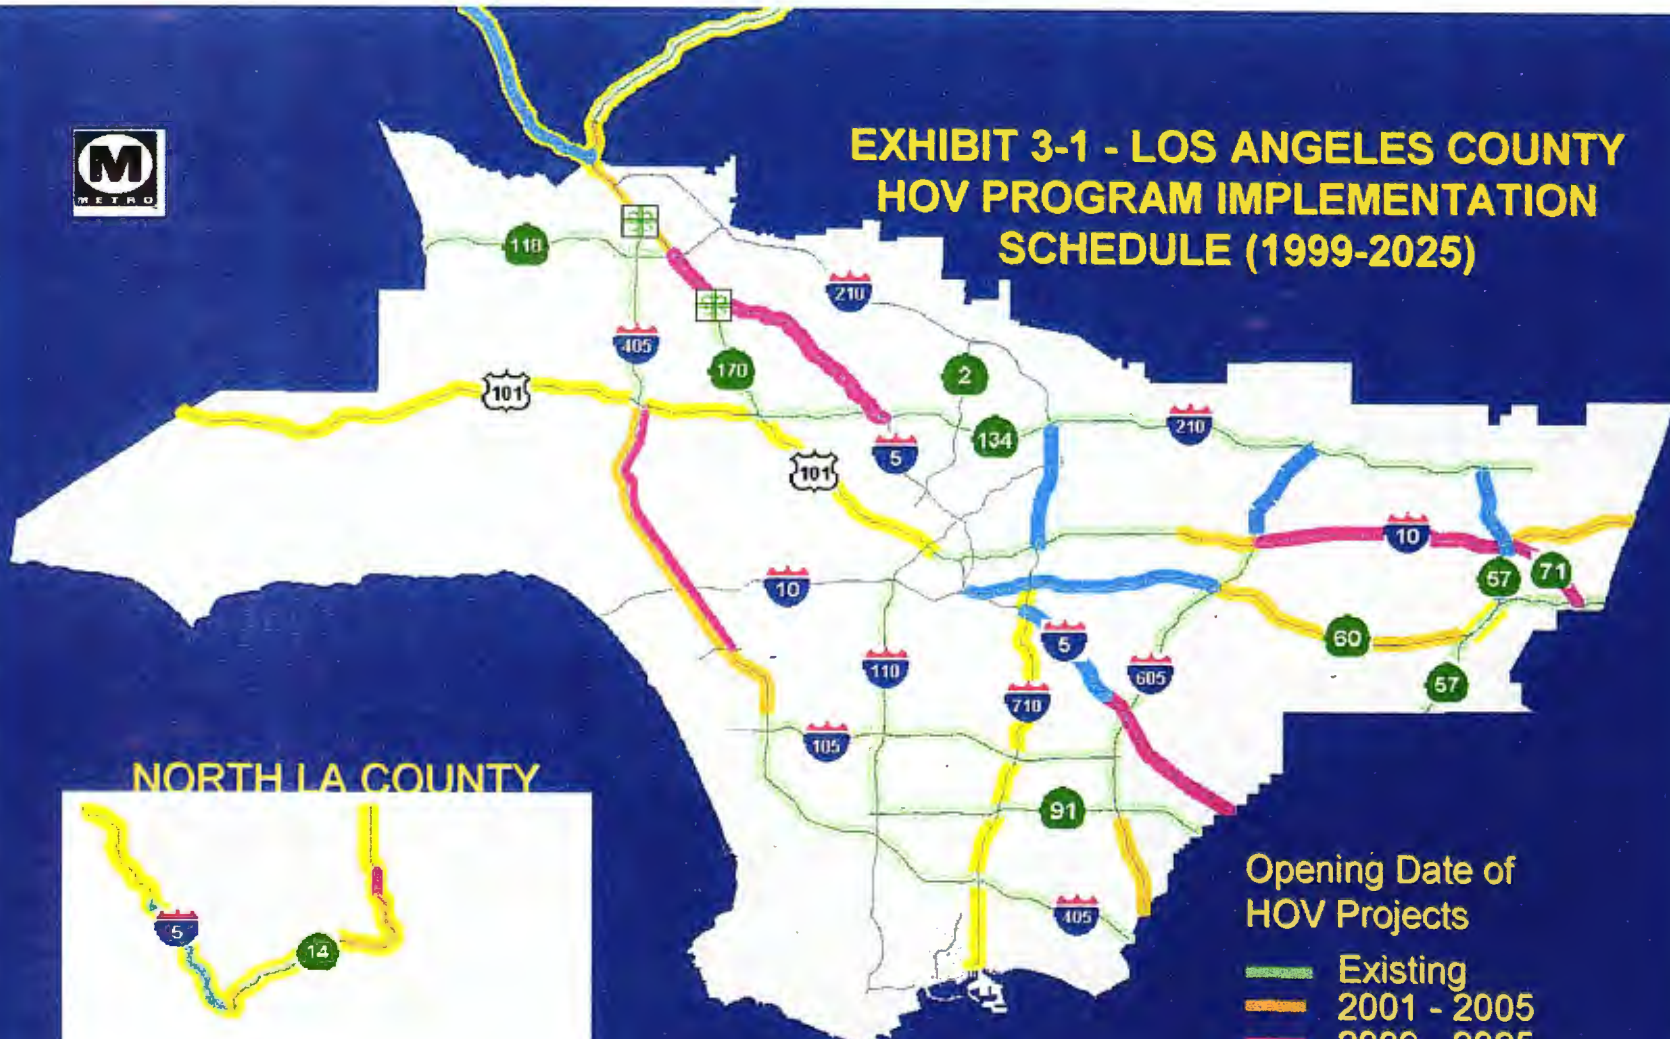 M
METRO
EXHIBIT 3-1 - LOS ANGELES COUNTY
HOV PROGRAM IMPLEMENTATION
SCHEDULE (1999-2025)
118
210
405
170
2
101
134
210
5
101
10
10
57
71
5
60
110
605
57
710
105
91
405
NORTH LA COUNTY
5
14
Opening Date of
HOV Projects
Existing
2001 - 2005